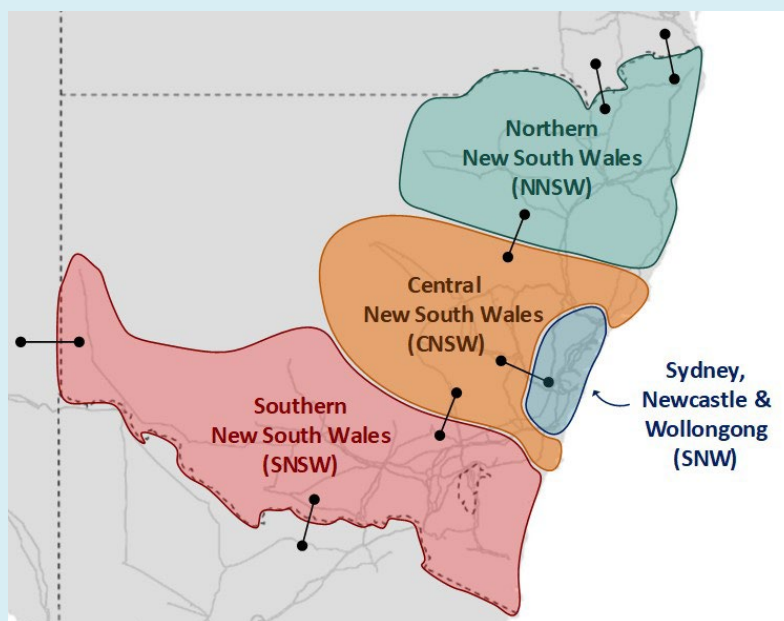 Northern
New South Wales
(NNSW)
Central
New South Wales
(CNSW)
Sydney,
Newcastle &
Wollongong
(SNW)
Southern
New South Wales
(SNSW)